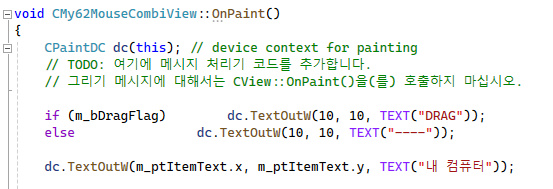 void CMy62MouseCombiView::OnPaint()
{
CPaintDC dc(this); // device context for painting
// TODO: 여기에 메시지 처리기 코드를 추가합니다.
// 그리기 메시지에 대해서는 CView::OnPaint()을(를) 호출하지 마십시오.
if (m_bDragFlag) dc.TextOutW(10, 10, TEXT("DRAG"));
else dc.TextOutW(10, 10, TEXT("----"));
dc.TextOutW(m_ptItemText.x, m_ptItemText.y, TEXT("내 컴퓨터"));